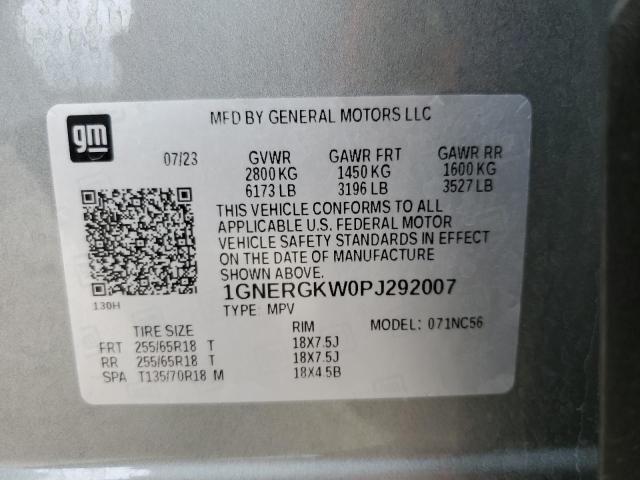 gm
MFD BY GENERAL MOTORS LLC
07/23 GVWR GAWR FRT GAWR RR
2800 KG 1450 KG 1600 KG
6173 LB 3196 LB 3527 LB
THIS VEHICLE CONFORMS TO ALL
APPLICABLE U.S. FEDERAL MOTOR
VEHICLE SAFETY STANDARDS IN EFFECT
ON THE DATE OF MANUFACTURE
SHOWN ABOVE.
130H
1GNERGKW0PJ292007
TYPE: MPV MODEL: 071NC56
TIRE SIZE RIM
FRT 255/65R18 T 18X7.5J
RR 255/65R18 T 18X7.5J
SPA T135/70R18 M 18X4.5B